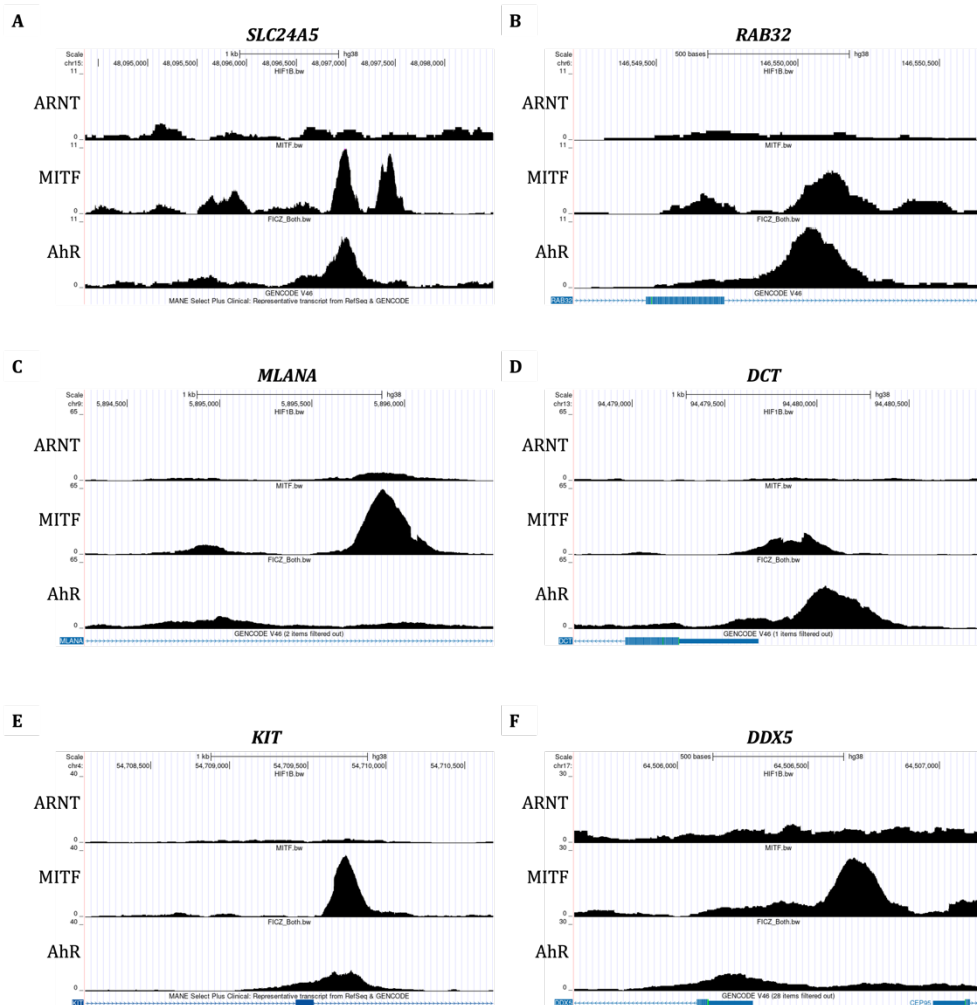 A
SLC24A5
Scale 1 kb hg38
chr15: 48,095,000 48,095,500 48,096,000 48,096,500 48,097,000 48,097,500 48,098,000
HIF1B.bw
11
ARNT
0
MITF.bw
11
MITF
0
FICZ_Both.bw
11
AhR
0
GENCODE V46
MANE Select Plus Clinical: Representative transcript from RefSeq & GENCODE
B
RAB32
Scale 500 bases hg38
chr6: 146,549,500 146,550,000 146,550,500
HIF1B.bw
11
ARNT
0
MITF.bw
11
MITF
0
FICZ_Both.bw
11
AhR
0
GENCODE V46
RAB32
C
MLANA
Scale 1 kb hg38
chr9: 5,894,500 5,895,000 5,895,500 5,896,000
HIF1B.bw
65
ARNT
0
MITF.bw
65
MITF
0
FICZ_Both.bw
65
AhR
0
GENCODE V46 (2 items filtered out)
MLANA
D
DCT
Scale 1 kb hg38
chr13: 94,479,000 94,479,500 94,480,000 94,480,500
HIF1B.bw
65
ARNT
0
MITF.bw
65
MITF
0
FICZ_Both.bw
65
AhR
0
GENCODE V46 (1 items filtered out)
DCT
E
KIT
Scale 1 kb hg38
chr4: 54,708,500 54,709,000 54,709,500 54,710,000 54,710,500
HIF1B.bw
40
ARNT
0
MITF.bw
40
MITF
0
FICZ_Both.bw
40
AhR
0
MANE Select Plus Clinical: Representative transcript from RefSeq & GENCODE
KIT
F
DDX5
Scale 500 bases hg38
chr17: 64,506,000 64,506,500 64,507,000
HIF1B.bw
30
ARNT
0
MITF.bw
30
MITF
0
FICZ_Both.bw
30
AhR
0
GENCODE V46 (28 items filtered out)
DDX5 CEP95